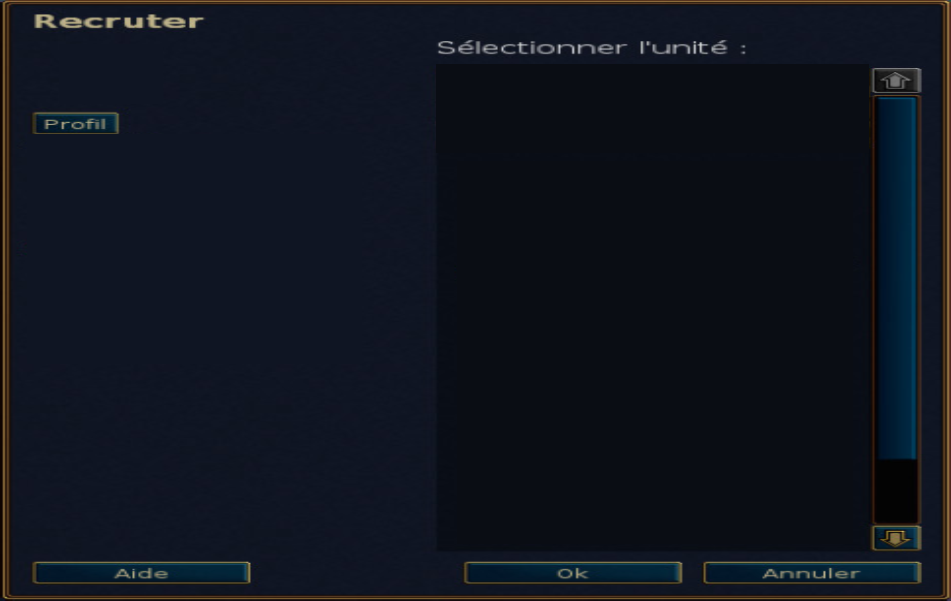 Recruter
Sélectionner l'unité :
Profil
Aide
Ok
Annuler